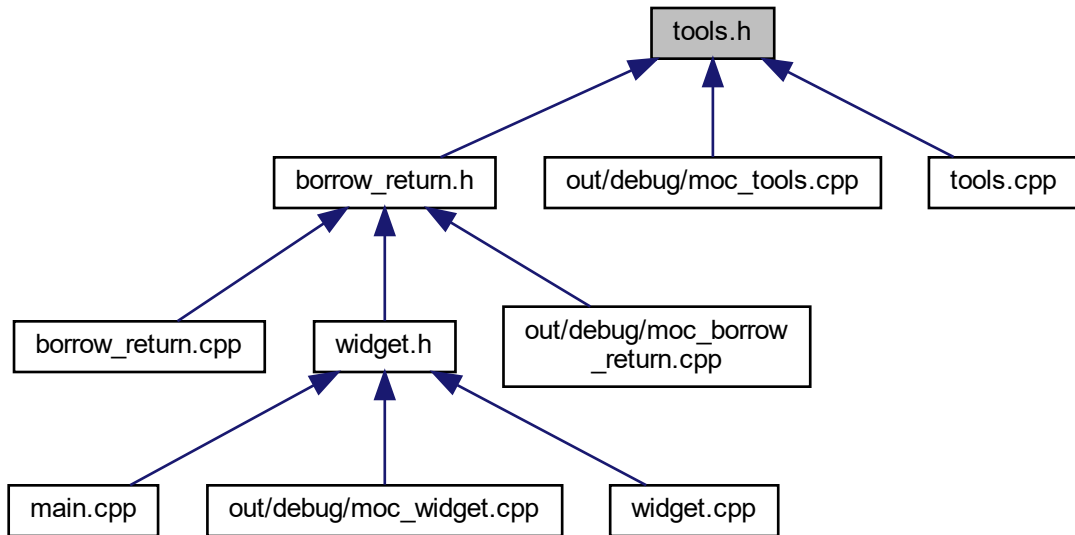 tools.h
borrow_return.h
out/debug/moc_tools.cpp
tools.cpp
borrow_return.cpp
widget.h
out/debug/moc_borrow
_return.cpp
main.cpp
out/debug/moc_widget.cpp
widget.cpp